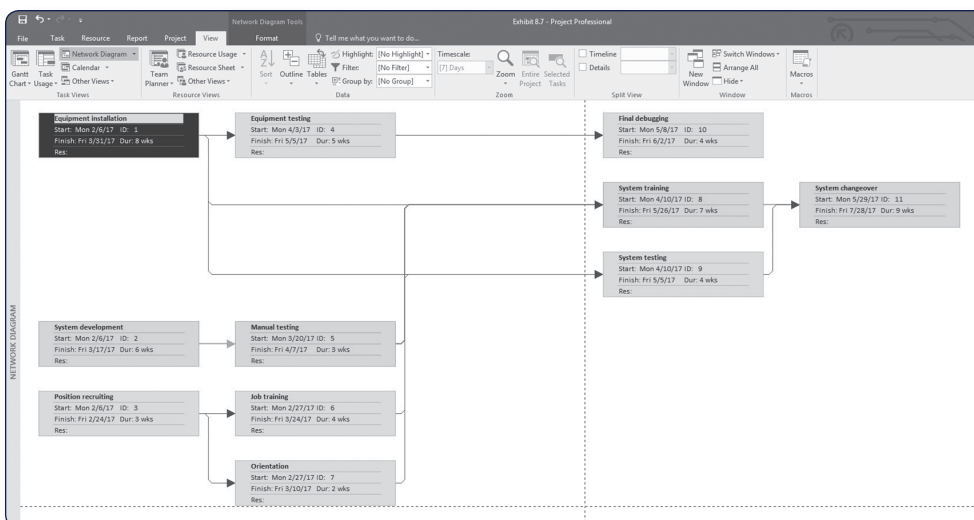 Network Diagram Tools
Exhibit 8.7 - Project Professional
File Task Resource Report Project View Format Tell me what you want to do...
Gantt Chart
Task Usage
Network Diagram
Calendar
Other Views
Task Views
Team Planner
Resource Usage
Resource Sheet
Other Views
Resource Views
Sort
Outline
Tables
Highlight: [No Highlight]
Filter: [No Filter]
Group by: [No Group]
Data
Timescale:
[7] Days
Zoom
Entire Project
Selected Tasks
Zoom
Timeline
Details
Split View
New Window
Switch Windows
Arrange All
Hide
Window
Macros
Macros
NETWORK DIAGRAM
Equipment installation
Start: Mon 2/6/17 ID: 1
Finish: Fri 3/31/17 Dur: 8 wks
Res:
Equipment testing
Start: Mon 4/3/17 ID: 4
Finish: Fri 5/5/17 Dur: 5 wks
Res:
Final debugging
Start: Mon 5/8/17 ID: 10
Finish: Fri 6/2/17 Dur: 4 wks
Res:
System training
Start: Mon 4/10/17 ID: 8
Finish: Fri 5/26/17 Dur: 7 wks
Res:
System changeover
Start: Mon 5/29/17 ID: 11
Finish: Fri 7/28/17 Dur: 9 wks
Res:
System testing
Start: Mon 4/10/17 ID: 9
Finish: Fri 5/5/17 Dur: 4 wks
Res:
System development
Start: Mon 2/6/17 ID: 2
Finish: Fri 3/17/17 Dur: 6 wks
Res:
Manual testing
Start: Mon 3/20/17 ID: 5
Finish: Fri 4/7/17 Dur: 3 wks
Res:
Position recruiting
Start: Mon 2/6/17 ID: 3
Finish: Fri 2/24/17 Dur: 3 wks
Res:
Job training
Start: Mon 2/27/17 ID: 6
Finish: Fri 3/24/17 Dur: 4 wks
Res:
Orientation
Start: Mon 2/27/17 ID: 7
Finish: Fri 3/10/17 Dur: 2 wks
Res: